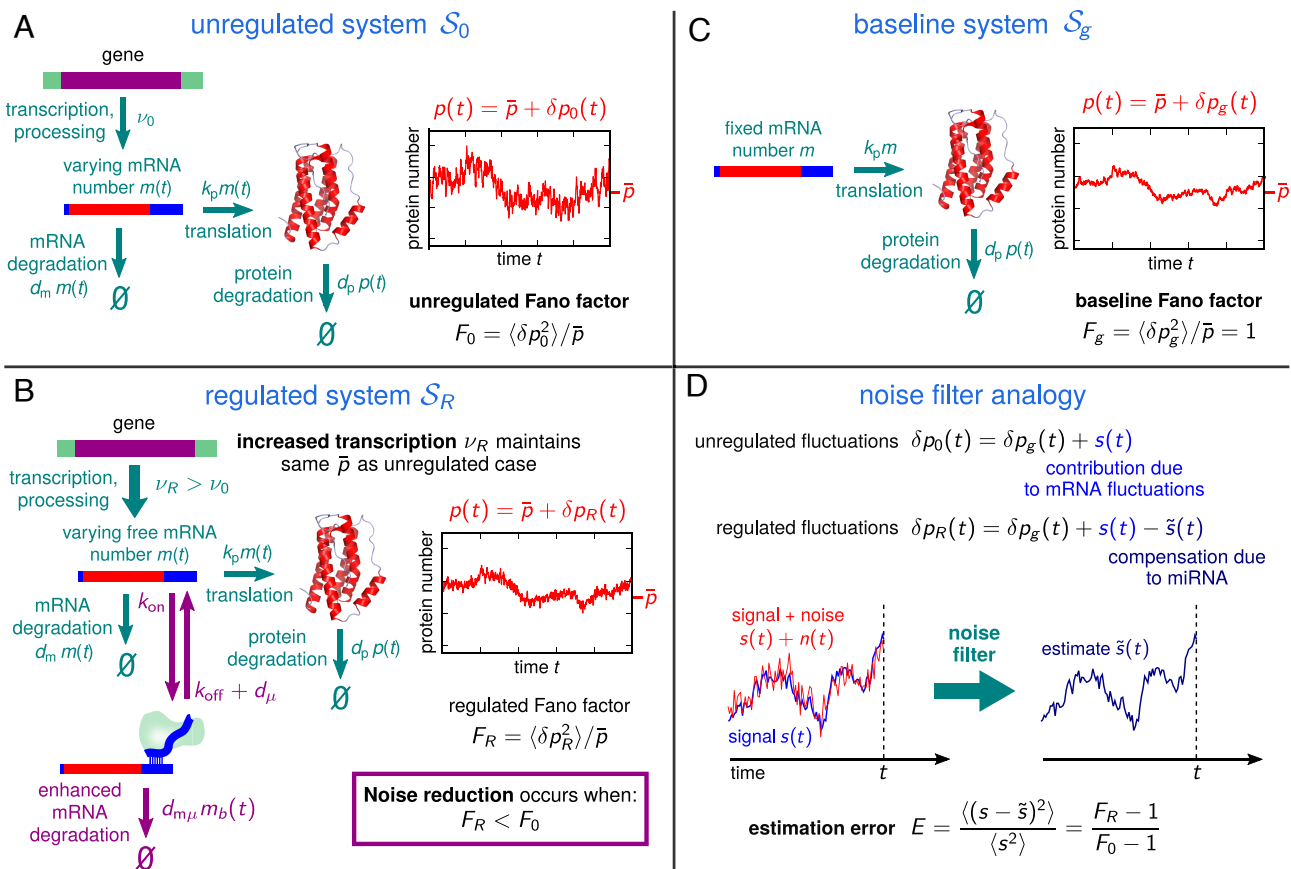 A
unregulated system 𝒮₀
gene
transcription,
processing
ν₀
varying mRNA
number m(t)
kₚm(t)
translation
mRNA
degradation
dₘ m(t)
∅
protein
degradation
dₚ p(t)
∅
p(t) = p̄ + δp₀(t)
protein number
p̄
time t
unregulated Fano factor
F₀ = ⟨δp₀²⟩/p̄
C
baseline system 𝒮_g
fixed mRNA
number m
kₚm
translation
protein
degradation
dₚ p(t)
∅
p(t) = p̄ + δp_g(t)
protein number
p̄
time t
baseline Fano factor
F_g = ⟨δp_g²⟩/p̄ = 1
B
regulated system 𝒮_R
gene
increased transcription ν_R maintains
same p̄ as unregulated case
transcription,
processing
ν_R > ν₀
varying free mRNA
number m(t)
kₚm(t)
translation
mRNA
degradation
dₘ m(t)
∅
k_on
k_off + d_μ
protein
degradation
dₚ p(t)
∅
p(t) = p̄ + δp_R(t)
protein number
p̄
time t
regulated Fano factor
F_R = ⟨δp_R²⟩/p̄
enhanced
mRNA
degradation
d_mμ m_b(t)
∅
Noise reduction occurs when:
F_R < F₀
D
noise filter analogy
unregulated fluctuations δp₀(t) = δp_g(t) + s(t)
contribution due
to mRNA fluctuations
regulated fluctuations δp_R(t) = δp_g(t) + s(t) − s̃(t)
compensation due
to miRNA
signal + noise
s(t) + n(t)
signal s(t)
time
t
noise
filter
estimate s̃(t)
t
estimation error E = ⟨(s − s̃)²⟩/⟨s²⟩ = (F_R − 1)/(F₀ − 1)